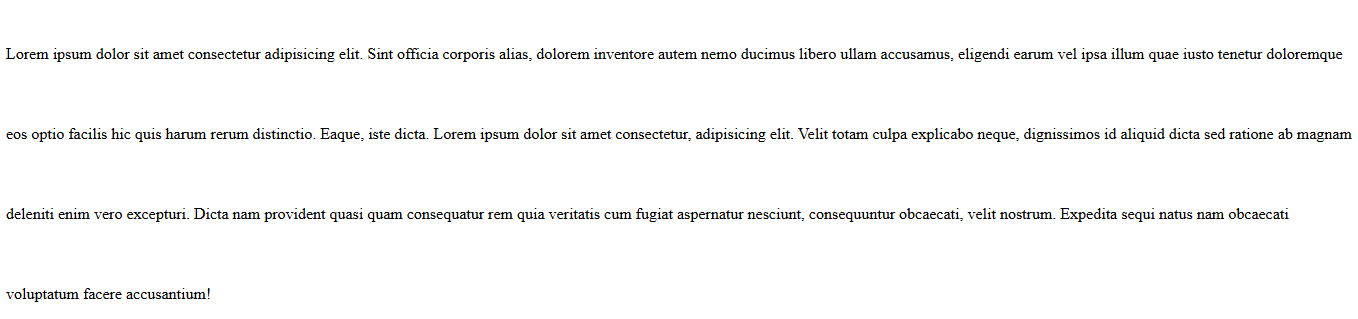 Lorem ipsum dolor sit amet consectetur adipisicing elit. Sint officia corporis alias, dolorem inventore autem nemo ducimus libero ullam accusamus, eligendi earum vel ipsa illum quae iusto tenetur doloremque
eos optio facilis hic quis harum rerum distinctio. Eaque, iste dicta. Lorem ipsum dolor sit amet consectetur, adipisicing elit. Velit totam culpa explicabo neque, dignissimos id aliquid dicta sed ratione ab magnam
deleniti enim vero excepturi. Dicta nam provident quasi quam consequatur rem quia veritatis cum fugiat aspernatur nesciunt, consequuntur obcaecati, velit nostrum. Expedita sequi natus nam obcaecati
voluptatum facere accusantium!